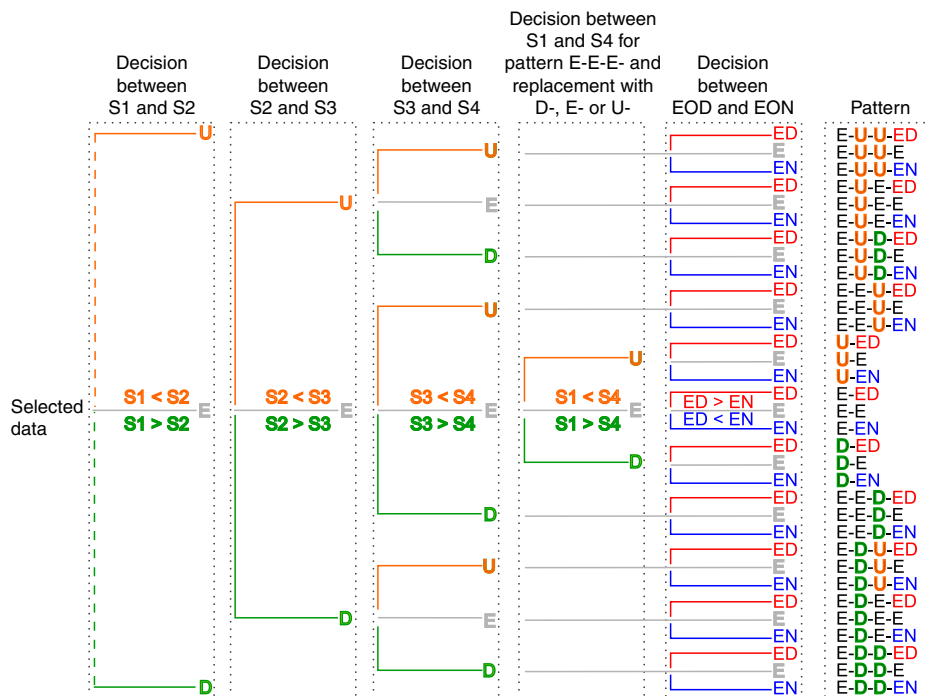 Decision
between
S1 and S2
Decision
between
S2 and S3
Decision
between
S3 and S4
Decision between
S1 and S4 for
pattern E-E-E- and
replacement with
D-, E- or U-
Decision
between
EOD and EON
Pattern
Selected
data
U
S1 < S2
E
S1 > S2
D
U
S2 < S3
E
S2 > S3
D
U
E
D
U
S3 < S4
E
S3 > S4
D
U
E
D
U
S1 < S4
E
S1 > S4
D
ED
E
EN
ED
E
EN
ED
E
EN
ED
E
EN
ED
E
EN
ED
ED > EN
E
ED < EN
EN
ED
E
EN
ED
E
EN
ED
E
EN
ED
E
EN
ED
E
EN
E-U-U-ED
E-U-U-E
E-U-U-EN
E-U-E-ED
E-U-E-E
E-U-E-EN
E-U-D-ED
E-U-D-E
E-U-D-EN
E-E-U-ED
E-E-U-E
E-E-U-EN
U-ED
U-E
U-EN
E-ED
E-E
E-EN
D-ED
D-E
D-EN
E-E-D-ED
E-E-D-E
E-E-D-EN
E-D-U-ED
E-D-U-E
E-D-U-EN
E-D-E-ED
E-D-E-E
E-D-E-EN
E-D-D-ED
E-D-D-E
E-D-D-EN